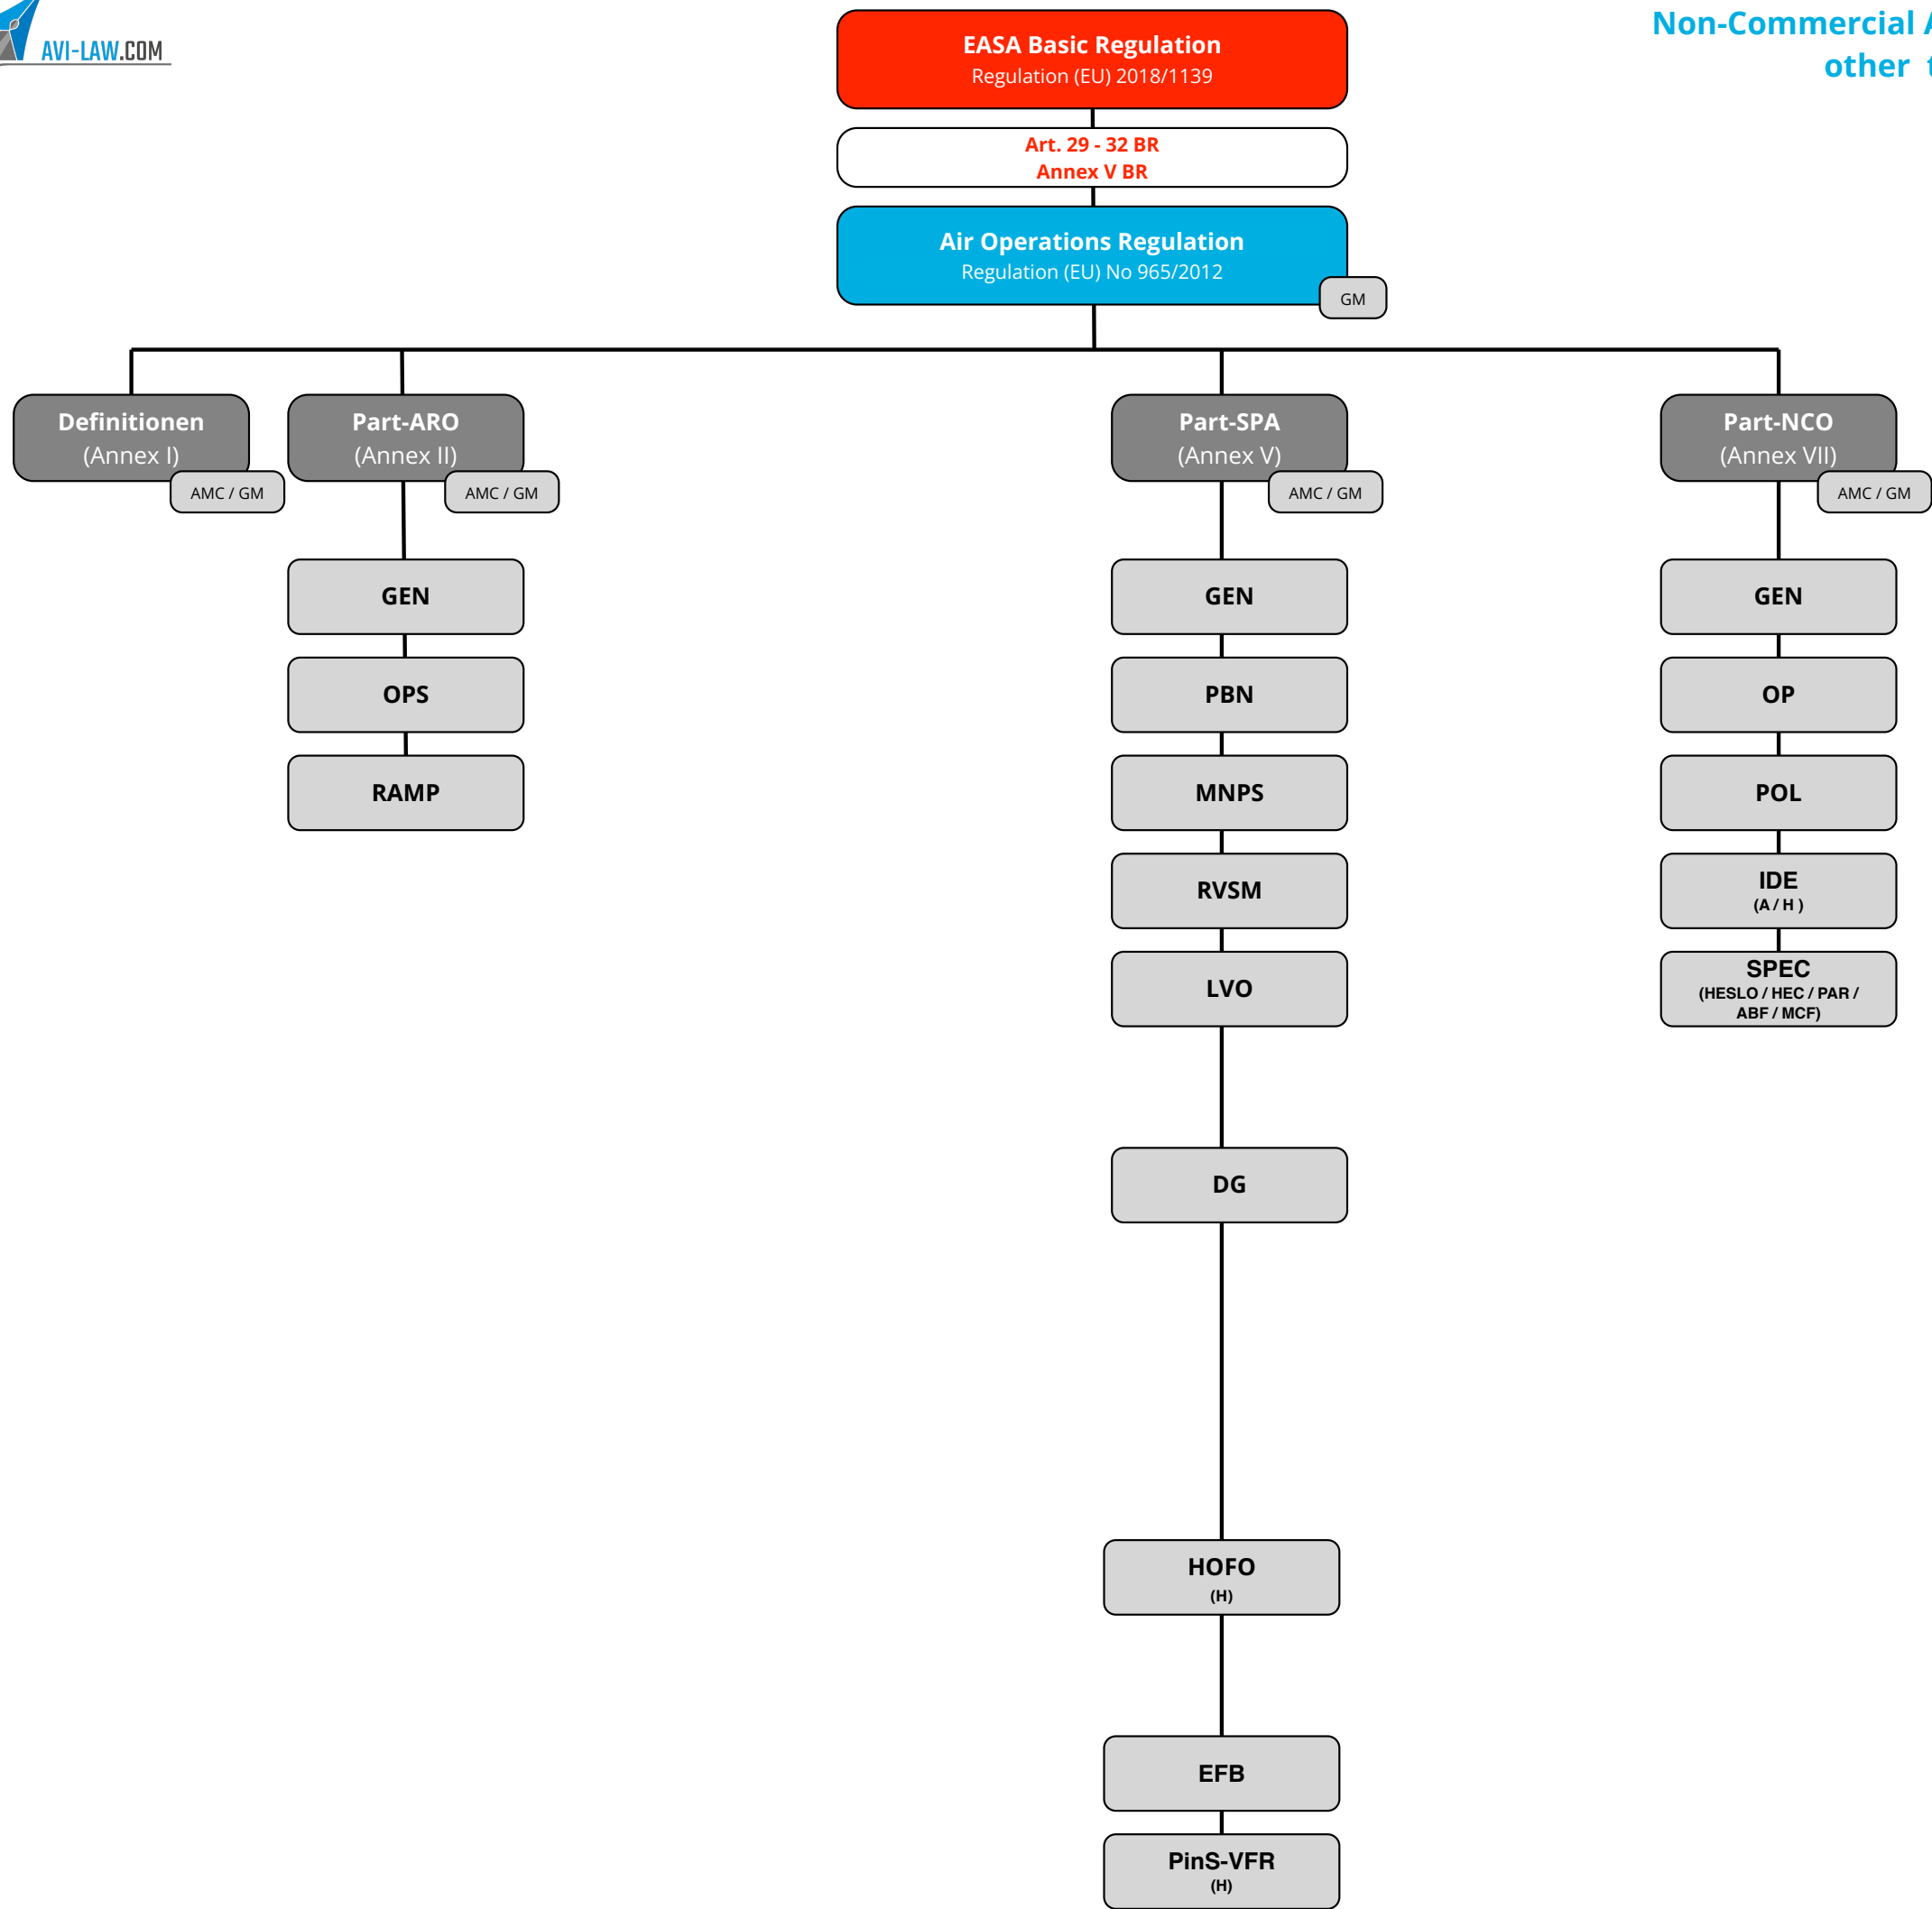 AVI-LAW.COM
Non-Commercial
other
EASA Basic Regulation
Regulation (EU) 2018/1139
Art. 29 - 32 BR
Annex V BR
Air Operations Regulation
Regulation (EU) No 965/2012
GM
Definitionen
(Annex I)
AMC / GM
Part-ARO
(Annex II)
AMC / GM
GEN
OPS
RAMP
Part-SPA
(Annex V)
AMC / GM
GEN
PBN
MNPS
RVSM
LVO
DG
HOFO
(H)
EFB
PinS-VFR
(H)
Part-NCO
(Annex VII)
AMC / GM
GEN
OP
POL
IDE
(A / H )
SPEC
(HESLO / HEC / PAR /
ABF / MCF)